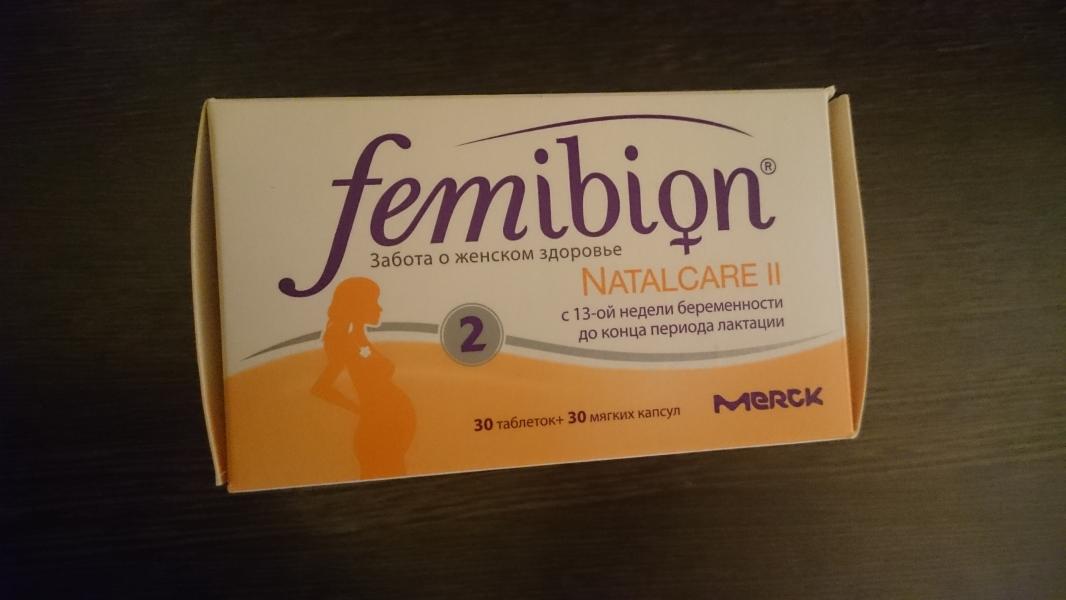 femibion®
Забота о женском здоровье
NATALCARE II
с 13-ой недели беременности
до конца периода лактации
2
30 таблеток+ 30 мягких капсул
MERCK